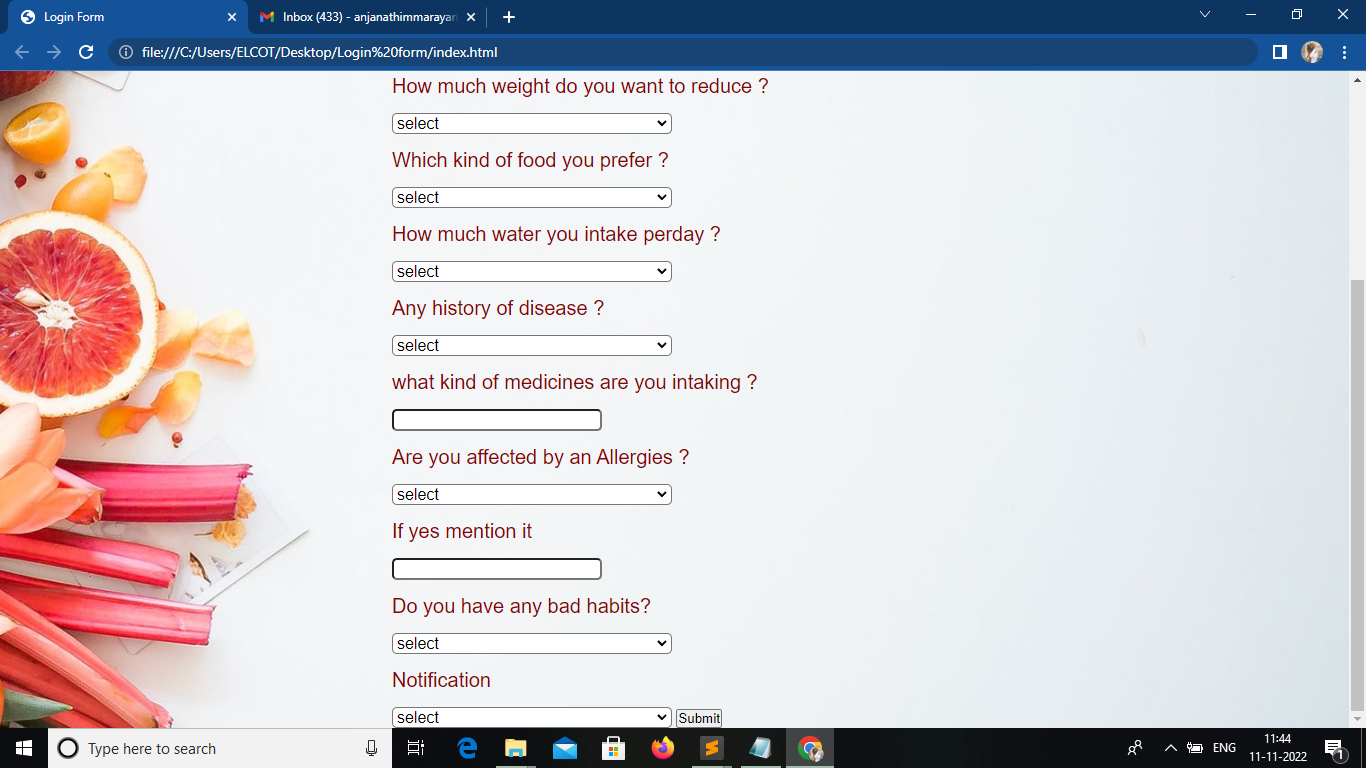 Login Form
Inbox (433) - anjanathimmarayan
file:///C:/Users/ELCOT/Desktop/Login%20form/index.html
How much weight do you want to reduce ?
select
Which kind of food you prefer ?
select
How much water you intake perday ?
select
Any history of disease ?
select
what kind of medicines are you intaking ?
Are you affected by an Allergies ?
select
If yes mention it
Do you have any bad habits?
select
Notification
select Submit
Type here to search
ENG
11:44
11-11-2022
1